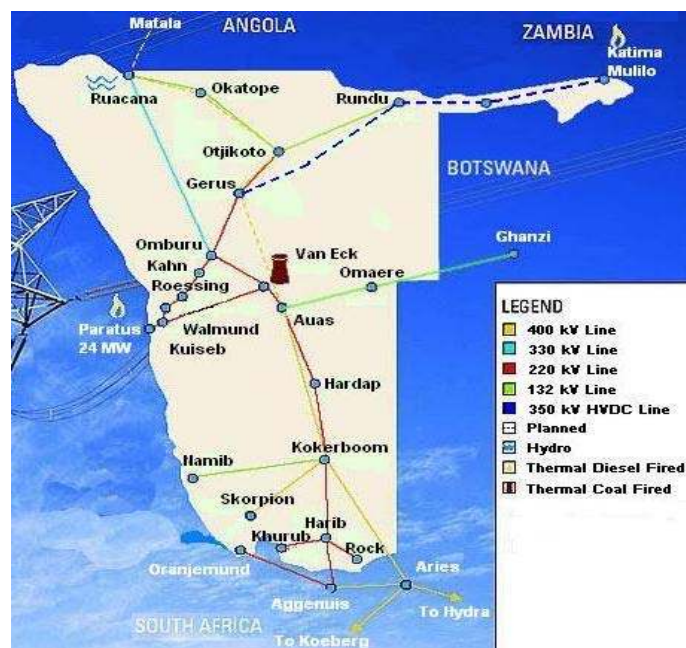 Matala
ANGOLA
ZAMBIA
Katima
Mulilo
Ruacana
Okatope
Rundu
Otjikoto
BOTSWANA
Gerus
Ghanzi
Omburu
Van Eck
Kahn
Omaere
Roessing
LEGEND
Paratus
24 MW
Walmund
Auas
Kuiseb
400 kV Line
330 kV Line
220 kV Line
132 kV Line
350 kV HVDC Line
Planned
Hydro
Thermal Diesel Fired
Thermal Coal Fired
Hardap
Kokerboom
Namib
Skorpion
Harib
Khurub
Rock
Oranjemund
Aries
Aggenuis
To Hydra
SOUTH AFRICA
To Koeberg